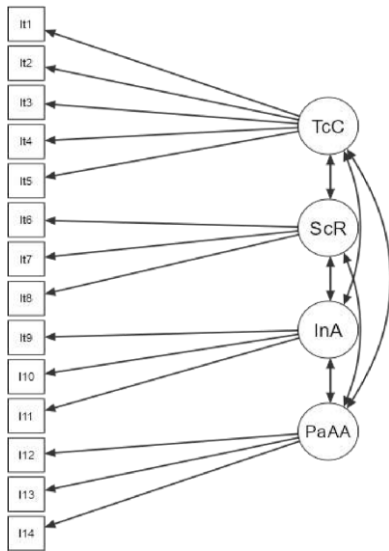 It1
It2
It3
It4
It5
It6
It7
It8
It9
I10
I11
I12
I13
I14
TcC
ScR
InA
PaAA